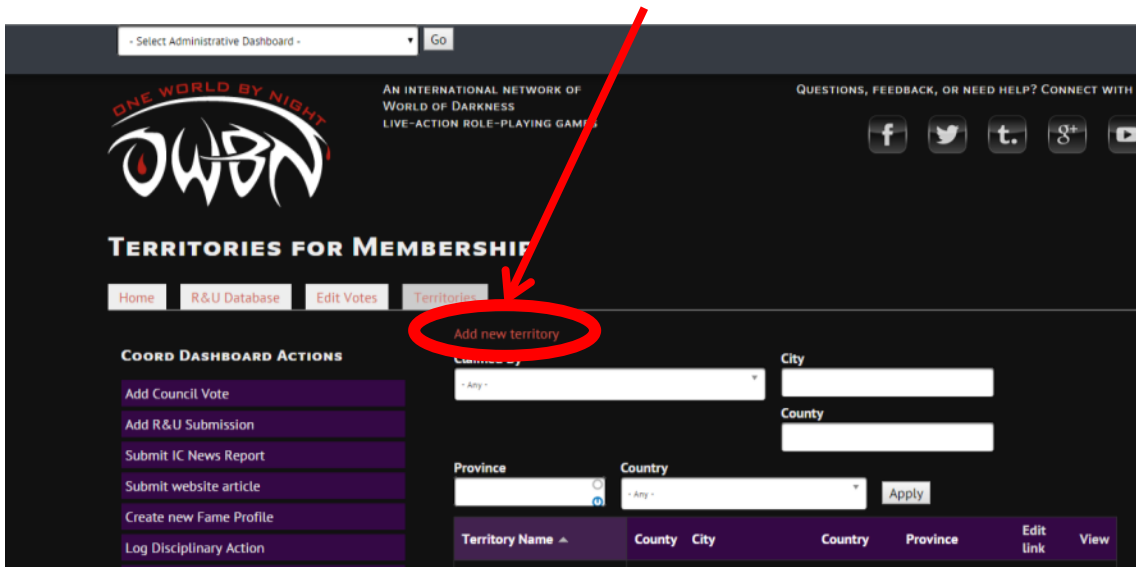 - Select Administrative Dashboard -
Go
ONE WORLD BY NIGHT
OWBN
AN INTERNATIONAL NETWORK OF
WORLD OF DARKNESS
LIVE-ACTION ROLE-PLAYING GAMES
QUESTIONS, FEEDBACK, OR NEED HELP? CONNECT WITH
f t. g+
TERRITORIES FOR MEMBERSHIP
Home R&U Database Edit Votes Territories
Add new territory
COORD DASHBOARD ACTIONS
Claimed By City
- Any -
Add Council Vote
County
Add R&U Submission
Submit IC News Report
Province Country
Submit website article
- Any - Apply
Create new Fame Profile
Territory Name County City Country Province Edit link View
Log Disciplinary Action